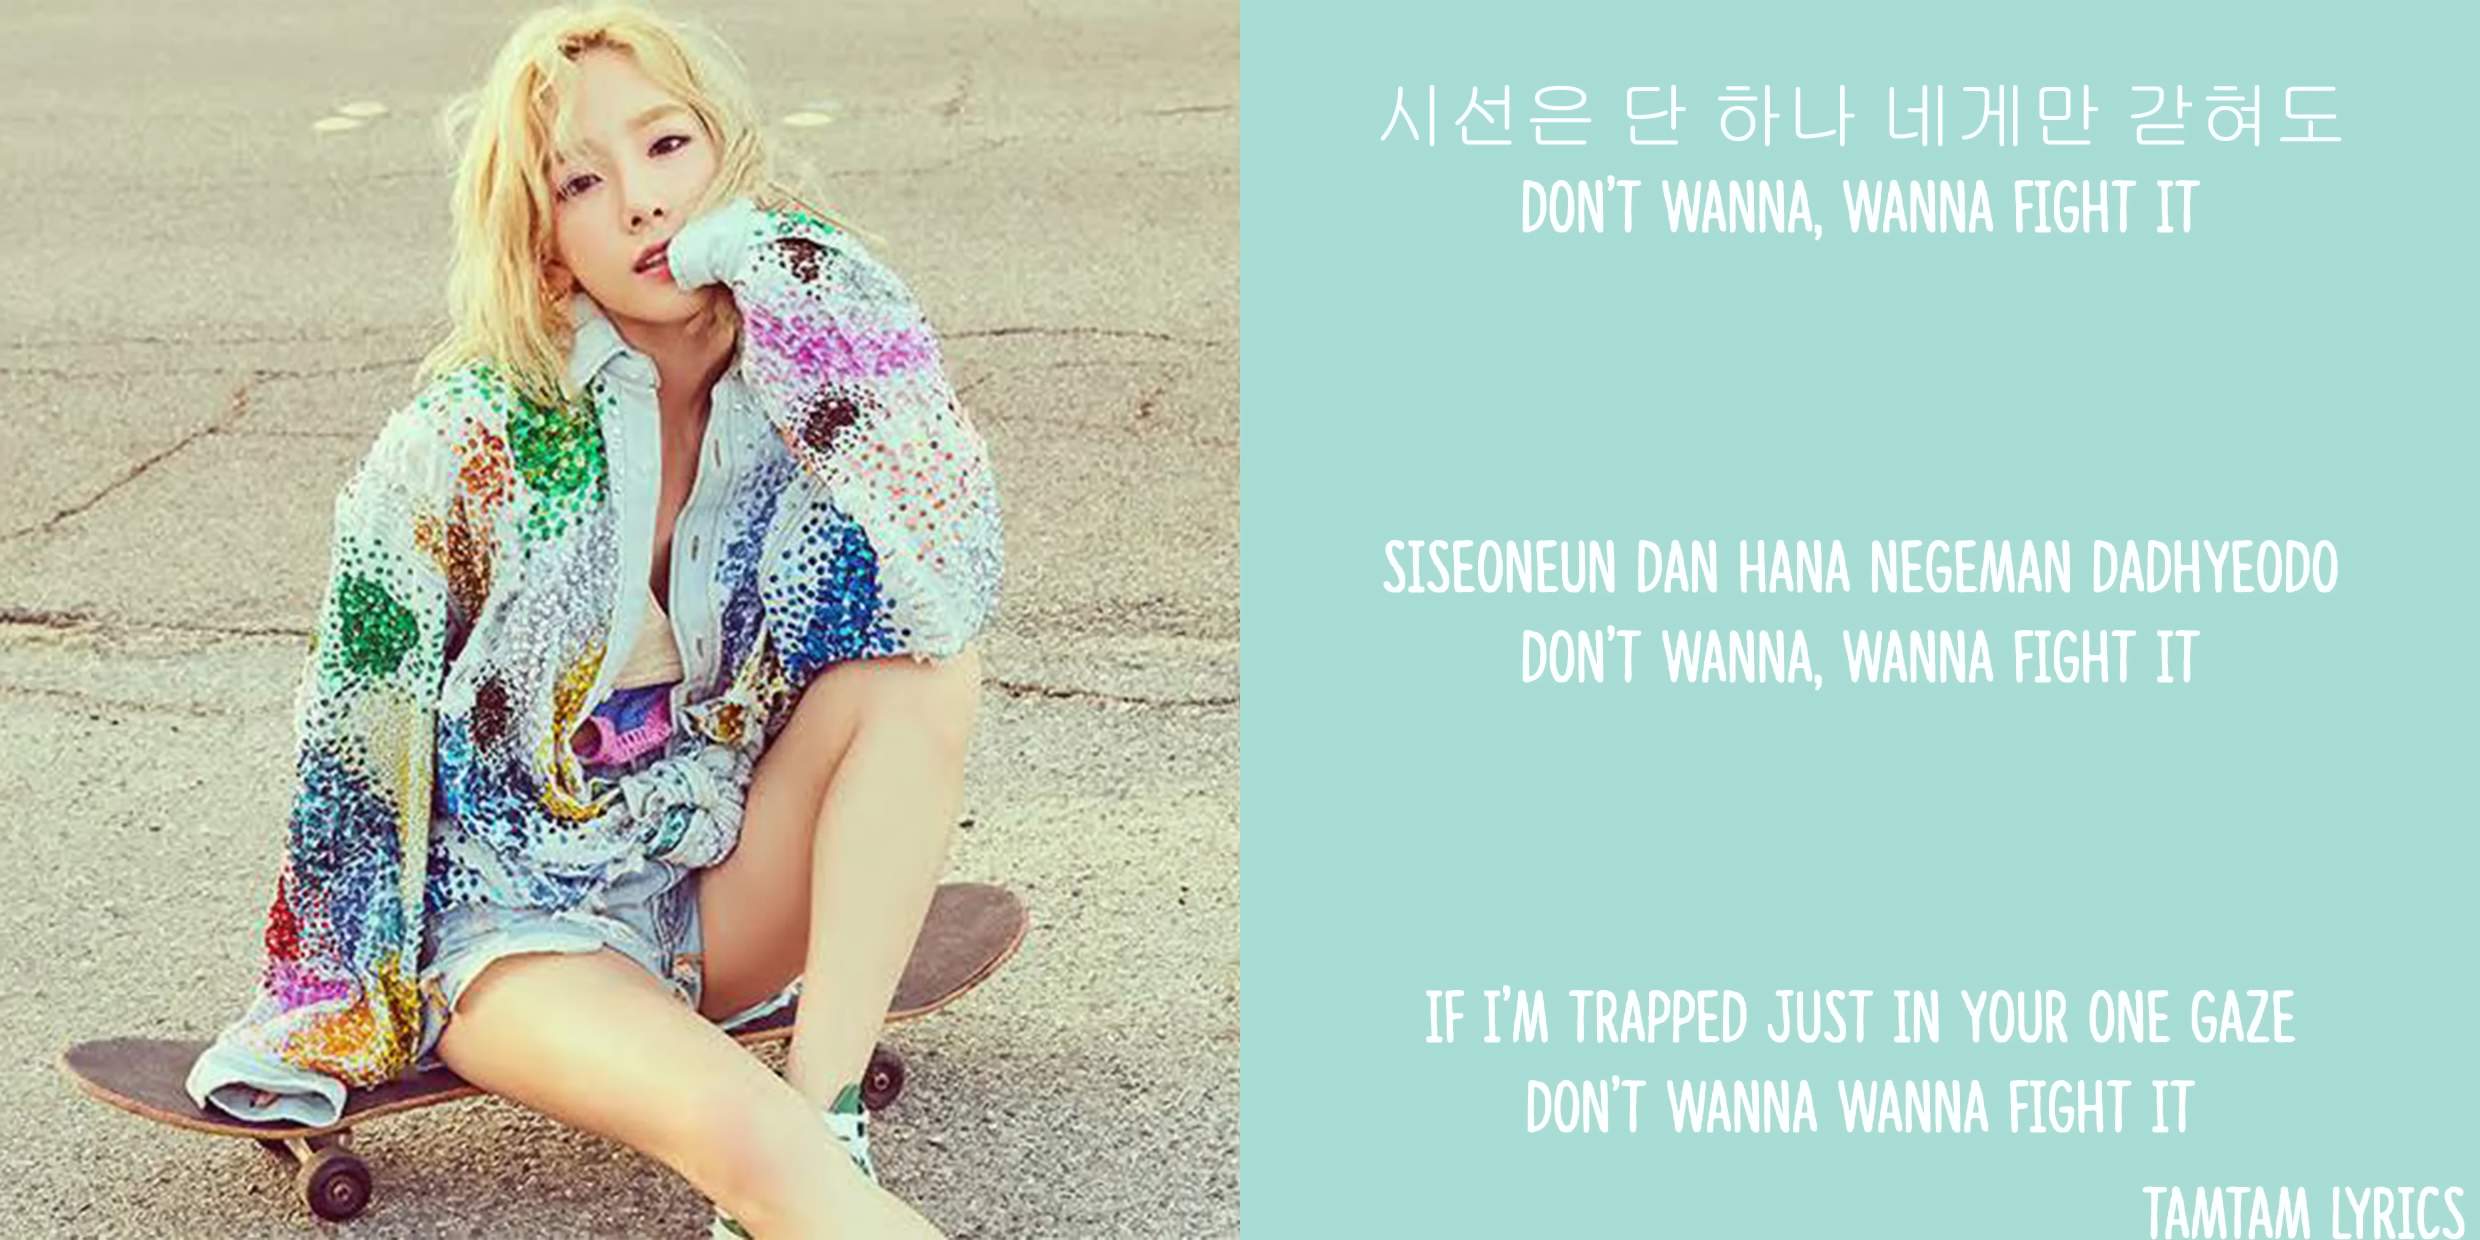 시선은 단 하나 네게만 갇혀도
DON'T WANNA, WANNA FIGHT IT
SISEONEUN DAN HANA NEGEMAN DADHYEODO
DON'T WANNA, WANNA FIGHT IT
IF I'M TRAPPED JUST IN YOUR ONE GAZE
DON'T WANNA WANNA FIGHT IT
TAMTAM LYRICS